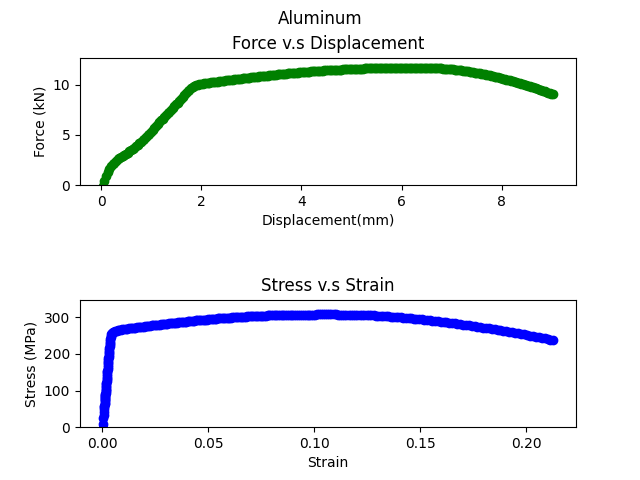 Aluminum
Force v.s Displacement
Force (kN)
10
5
0
0 2 4 6 8
Displacement(mm)
Stress v.s Strain
Stress (MPa)
300
200
100
0
0.00 0.05 0.10 0.15 0.20
Strain